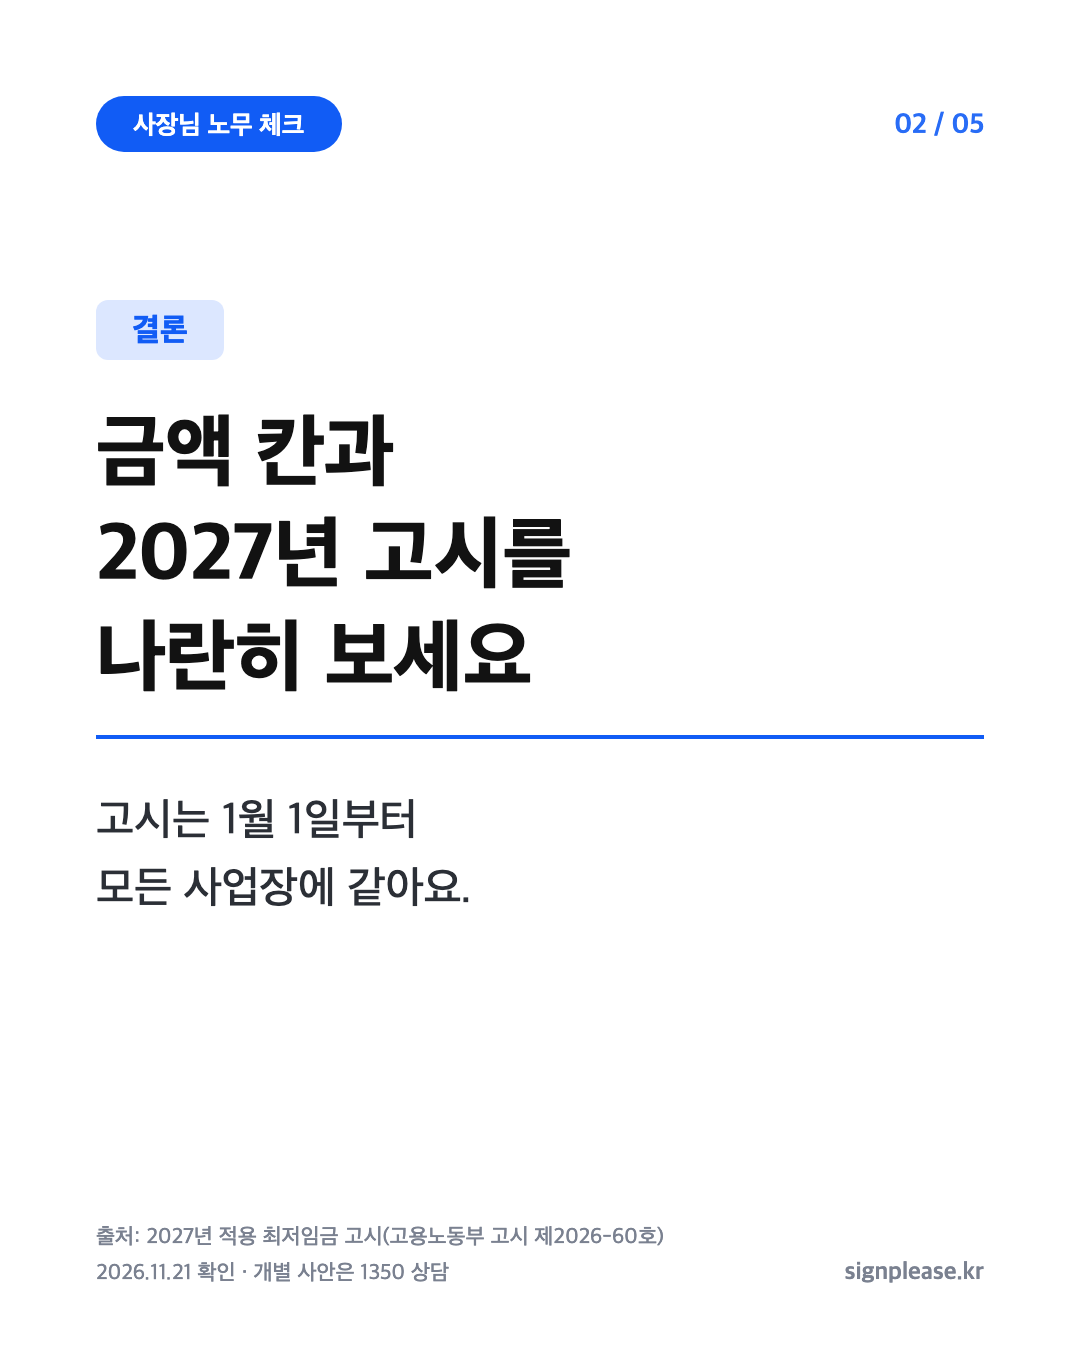 사장님 노무 체크
02 / 05
결론
금액 칸과
2027년 고시를
나란히 보세요
고시는 1월 1일부터
모든 사업장에 같아요.
출처: 2027년 적용 최저임금 고시(고용노동부 고시 제2026-60호)
2026.11.21 확인 · 개별 사안은 1350 상담
signplease.kr